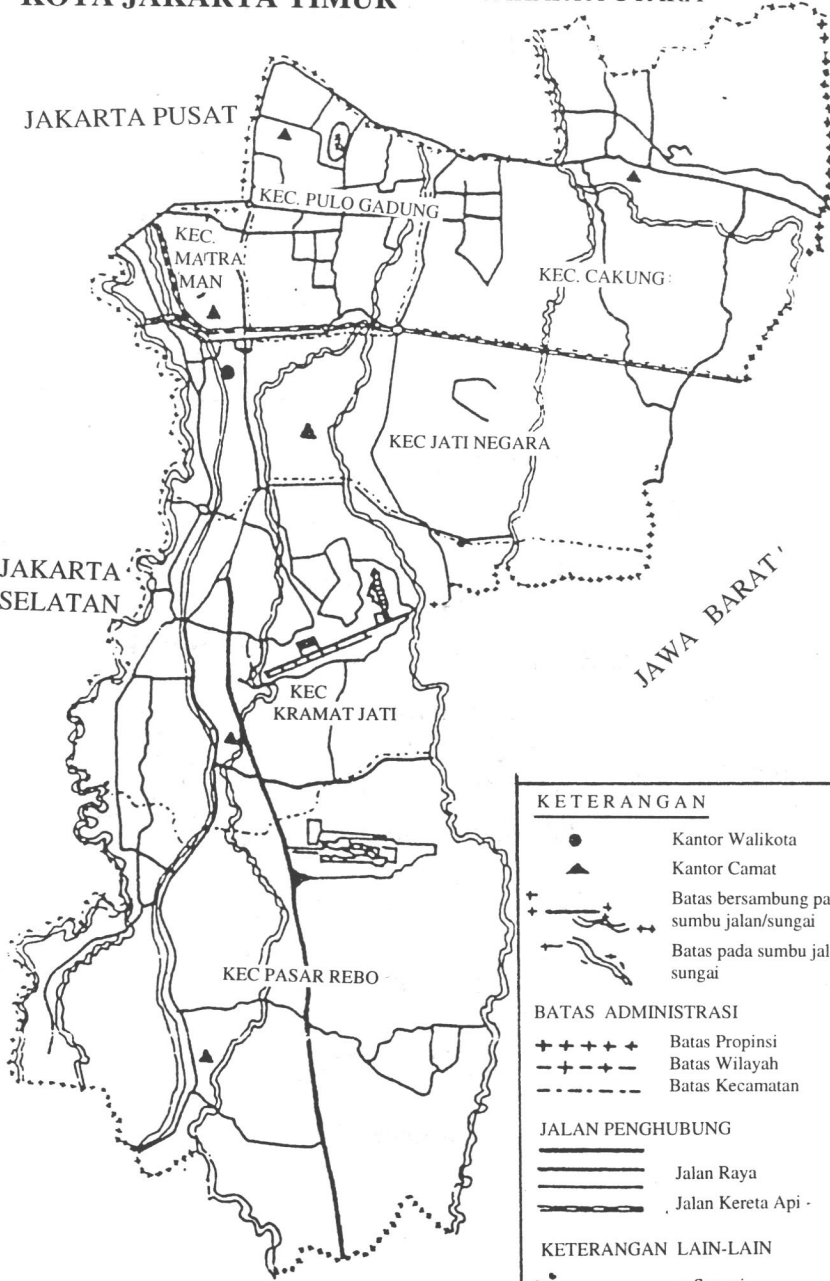 KOTA JAKARTA TIMUR
JAKARTA PUSAT
KEC. PULO GADUNG
KEC.
MATRA
MAN
KEC. CAKUNG
KEC JATI NEGARA
JAKARTA
SELATAN
JAWA BARAT
KEC
KRAMAT JATI
KEC PASAR REBO
KETERANGAN
Kantor Walikota
Kantor Camat
Batas bersambung pa
sumbu jalan/sungai
Batas pada sumbu jal
sungai
BATAS ADMINISTRASI
Batas Propinsi
Batas Wilayah
Batas Kecamatan
JALAN PENGHUBUNG
Jalan Raya
Jalan Kereta Api
KETERANGAN LAIN-LAIN